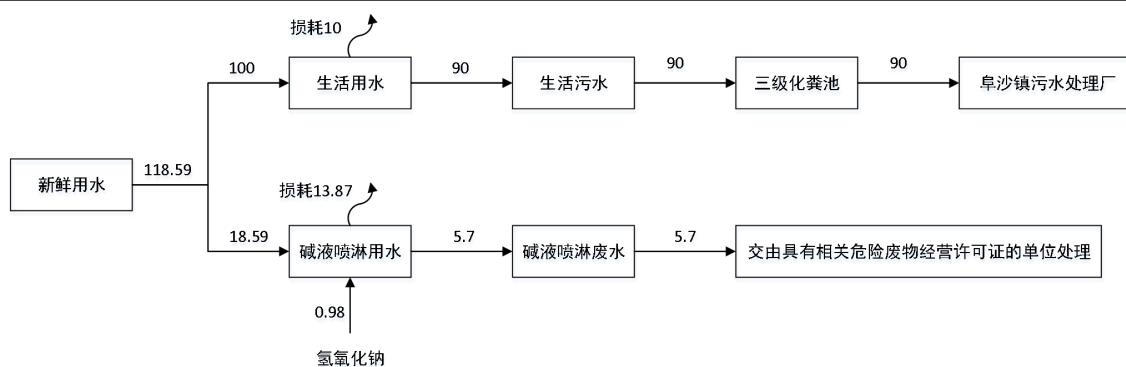 损耗10
100
生活用水
90
生活污水
90
三级化粪池
90
阜沙镇污水处理厂
新鲜用水
118.59
损耗13.87
18.59
碱液喷淋用水
5.7
碱液喷淋废水
5.7
交由具有相关危险废物经营许可证的单位处理
0.98
氢氧化钠